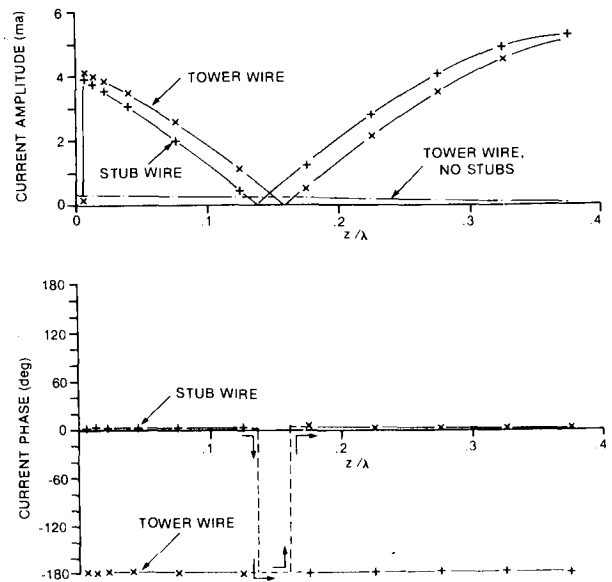 CURRENT AMPLITUDE (ma)
6
4
2
0
TOWER WIRE
STUB WIRE
TOWER WIRE,
NO STUBS
0
.1
.2
.3
.4
z/λ
CURRENT PHASE (deg)
180
120
60
0
-60
-120
-180
STUB WIRE
0.1
.2
.3
.4
z/λ
TOWER WIRE